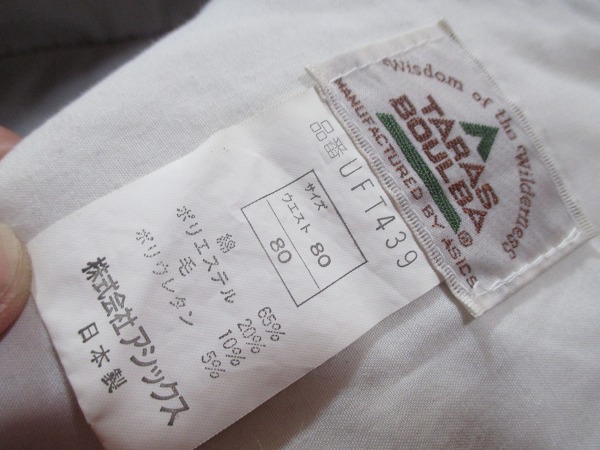 Wisdom of the Wilderness
TARAS
BOULBA®
MANUFACTURED BY ASICS
品番 UFT439
サイズ
ウエスト 80
80
綿 65%
ポリエステル 20%
毛 10%
ポリウレタン 5%
株式会社アシックス
日本製